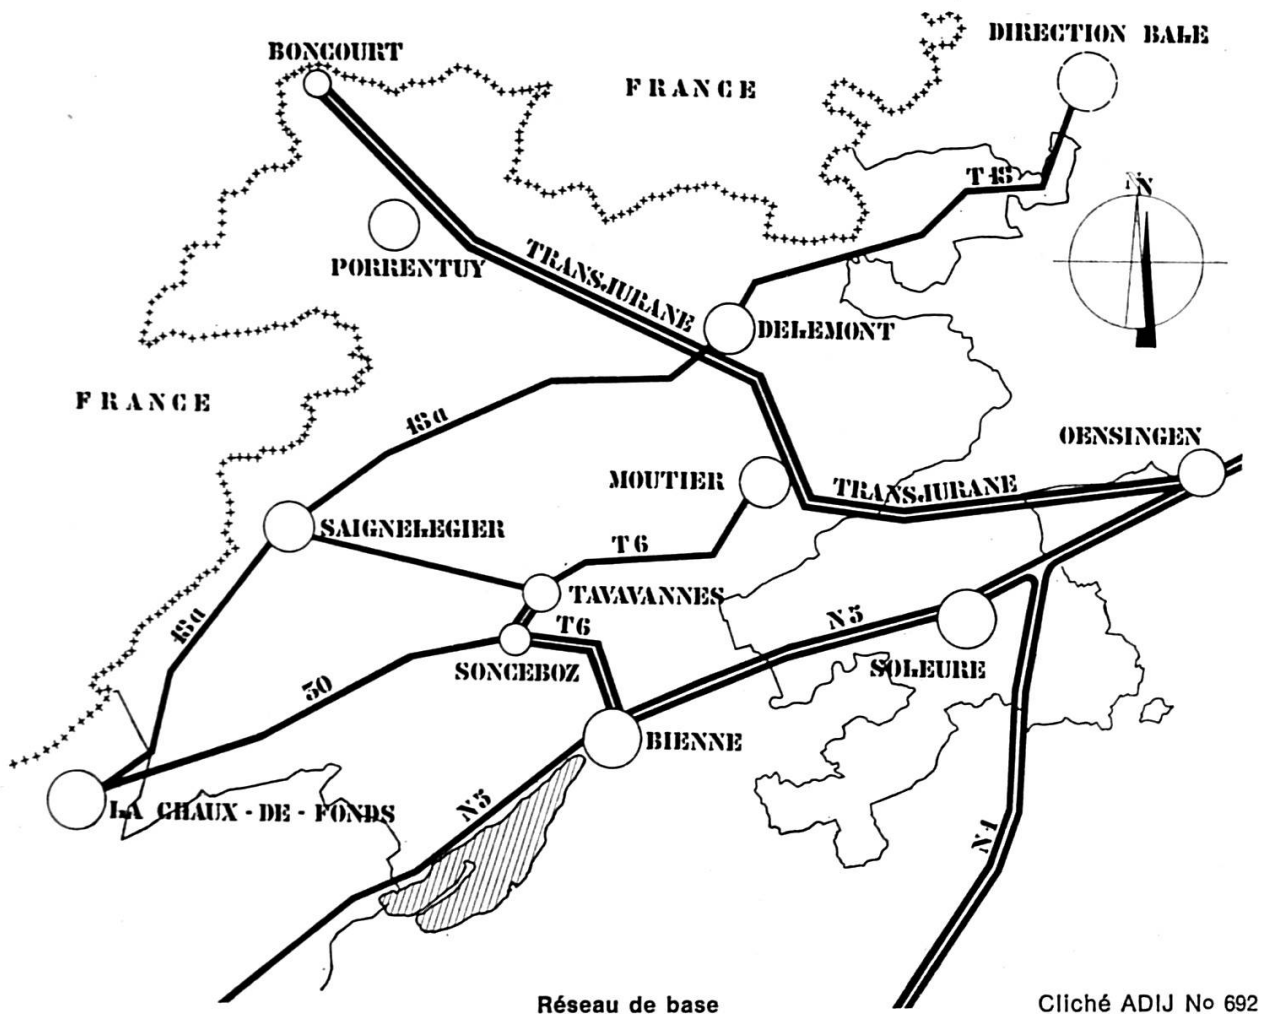 DIRECTION BALE
BONCOURT
FRANCE
T 18
N
PORRENTUY
TRANSJURANE
DELEMONT
FRANCE
18a
OENSINGEN
MOUTIER
TRANSJURANE
SAIGNELEGIER
T6
TAVAVANNES
18a
T6
N5
SONCEBOZ
SOLEURE
30
BIENNE
LA CHAUX-DE-FONDS
N5
N1
Réseau de base
Cliché ADIJ No 692